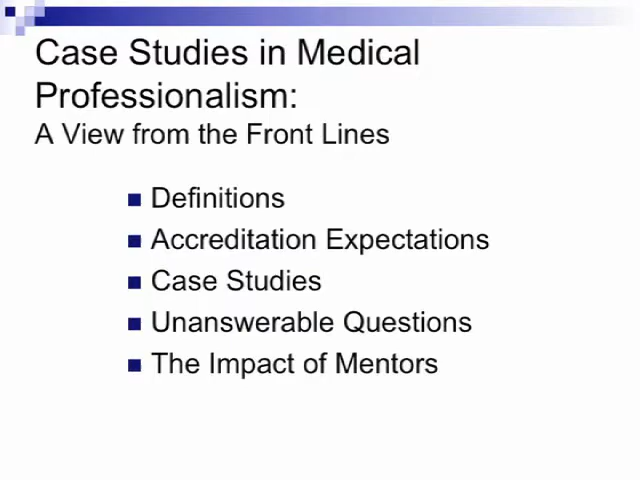 Case Studies in Medical
Professionalism:
A View from the Front Lines
Definitions
Accreditation Expectations
Case Studies
Unanswerable Questions
The Impact of Mentors